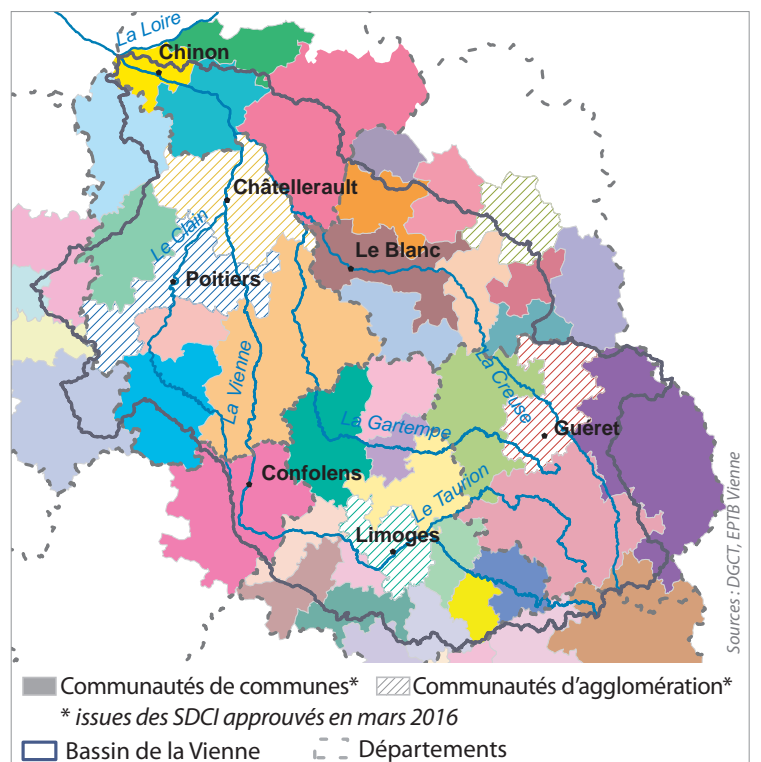 La Loire
Chinon
Châtellerault
Le Clain
Le Blanc
Poitiers
La Vienne
La Creuse
La Gartempe
Guéret
Confolens
Le Taurion
Limoges
Sources : DGCT, EPTB Vienne
Communautés de communes* Communautés d'agglomération*
* issues des SDCI approuvés en mars 2016
Bassin de la Vienne Départements